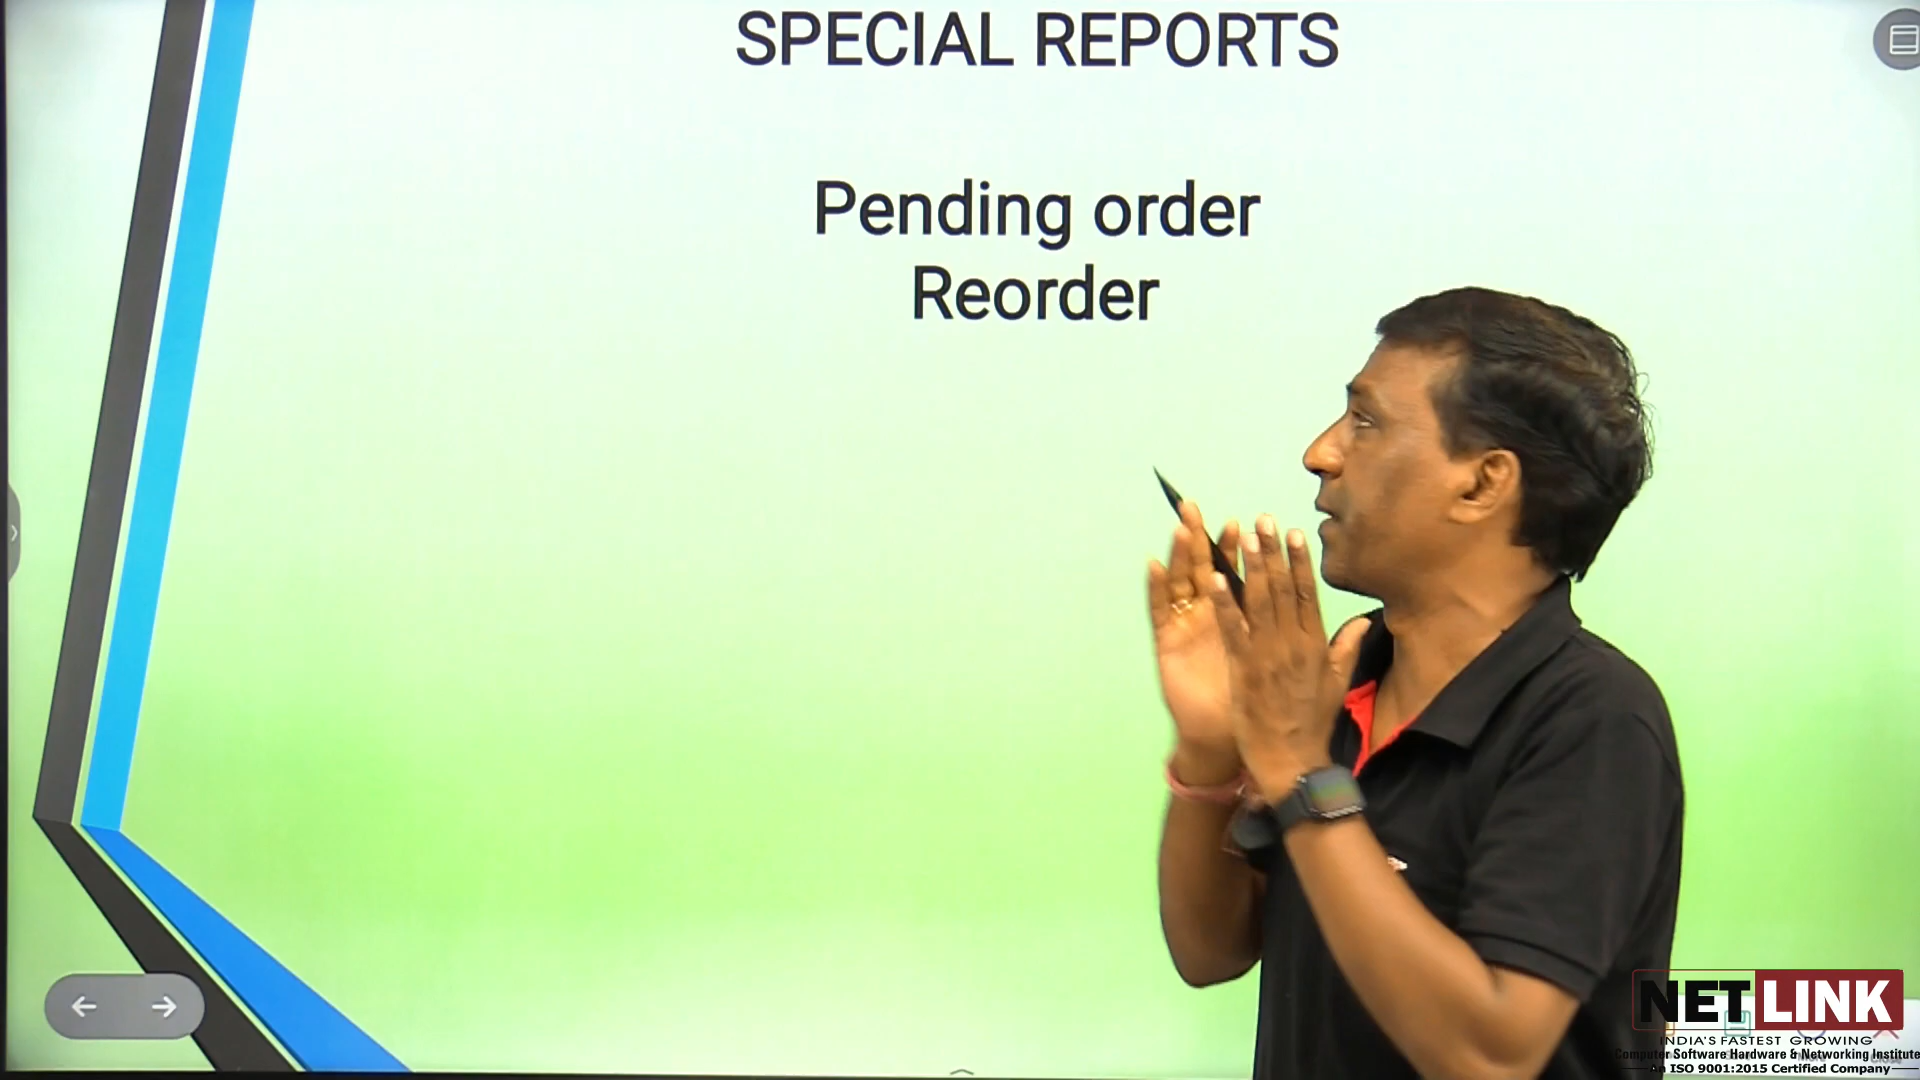 SPECIAL REPORTS
Pending order
Reorder
NETLINK
INDIA'S FASTEST GROWING
Computer Software Hardware & Networking Institute
An ISO 9001:2015 Certified Company